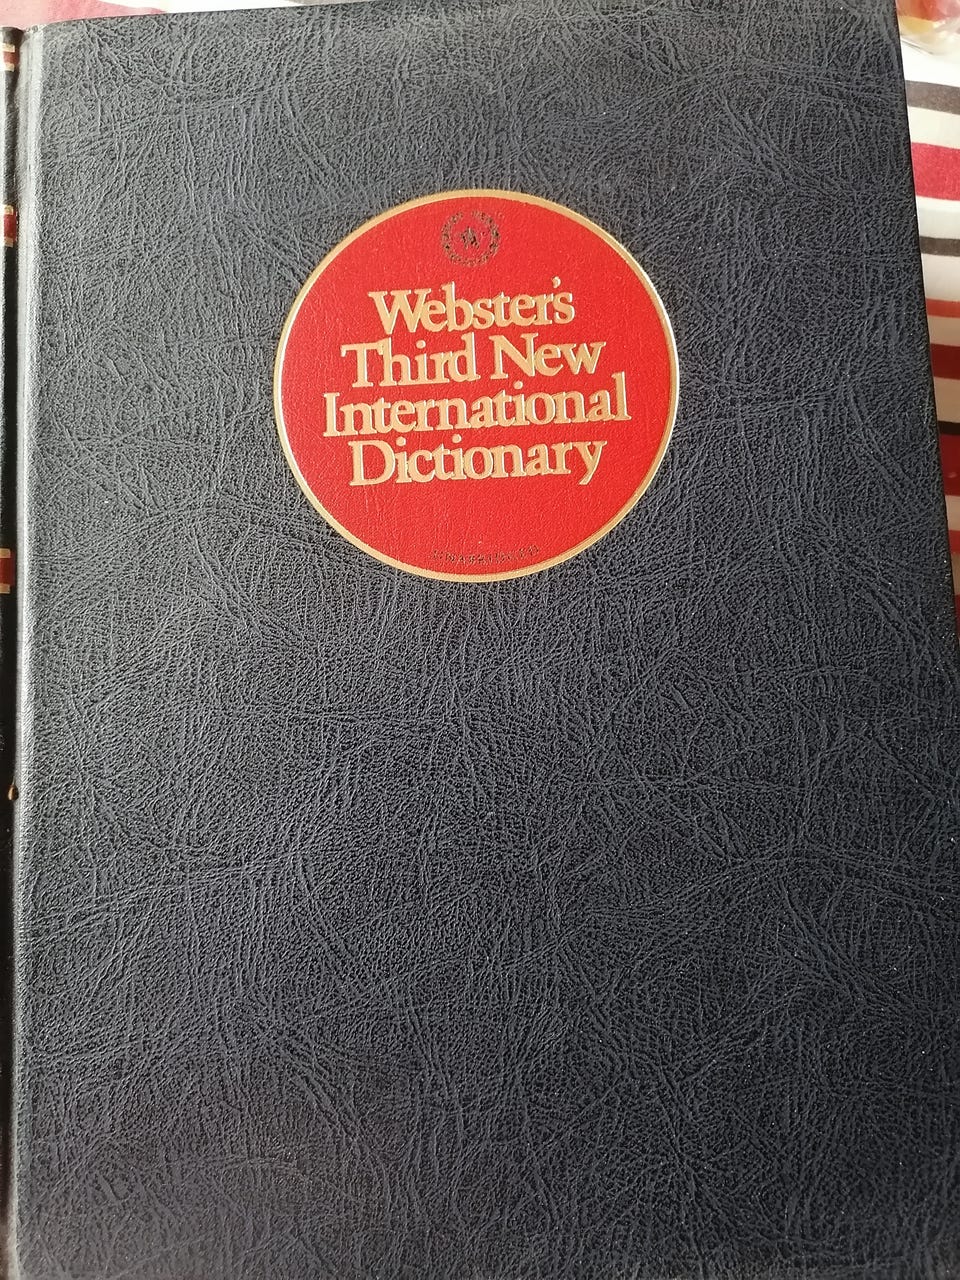 Webster's
Third New
International
Dictionary